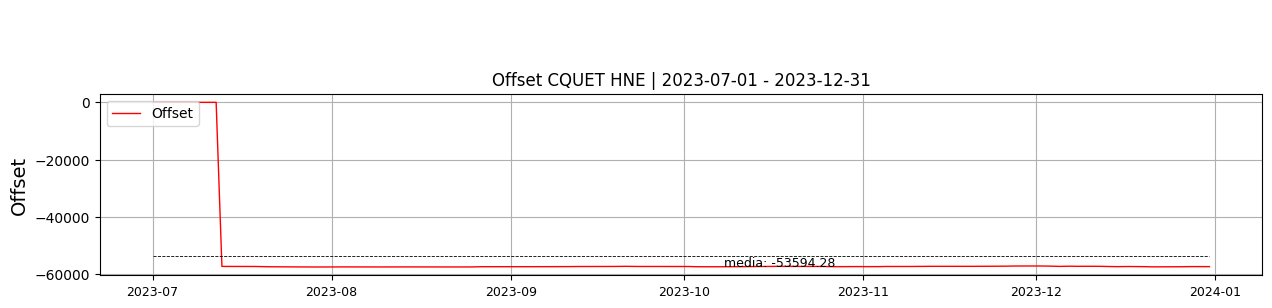 Offset CQUET HNE | 2023-07-01 - 2023-12-31
Offset
0
−20000
−40000
−60000
Offset
media: -53594.28
2023-07
2023-08
2023-09
2023-10
2023-11
2023-12
2024-01